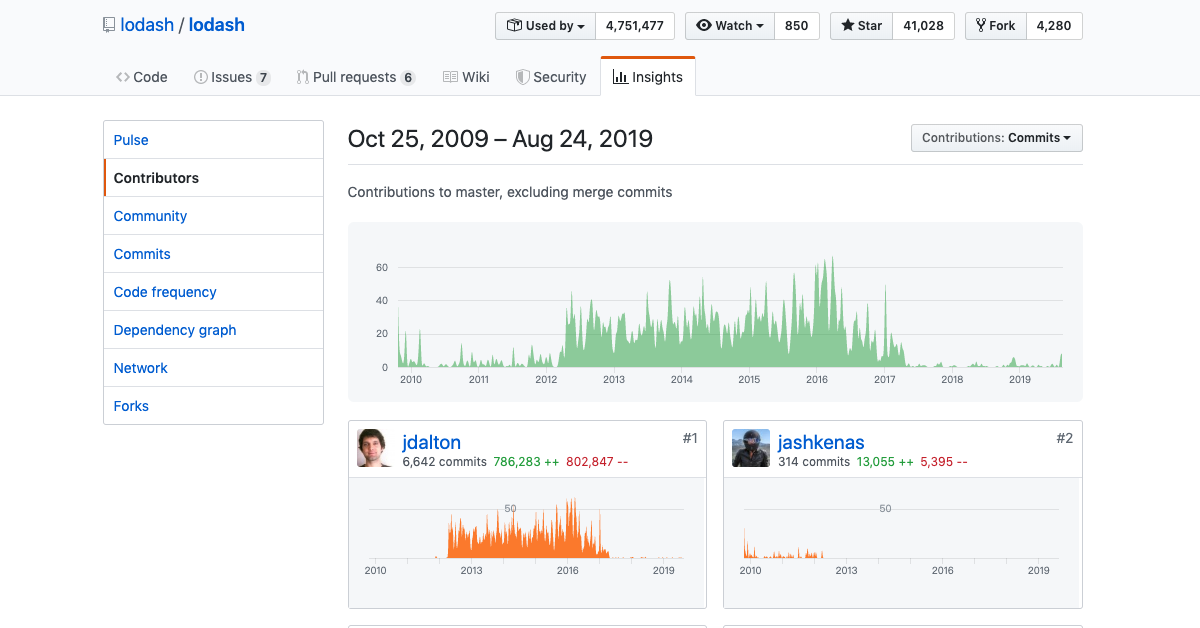 lodash / lodash
Used by 4,751,477 Watch 850 Star 41,028 Fork 4,280
Code Issues 7 Pull requests 6 Wiki Security Insights
Pulse
Contributors
Community
Commits
Code frequency
Dependency graph
Network
Forks
Oct 25, 2009 – Aug 24, 2019
Contributions: Commits
Contributions to master, excluding merge commits
60
40
20
0
2010 2011 2012 2013 2014 2015 2016 2017 2018 2019
jdalton #1
6,642 commits 786,283 ++ 802,847 --
50
2010 2013 2016 2019
jashkenas #2
314 commits 13,055 ++ 5,395 --
50
2010 2013 2016 2019